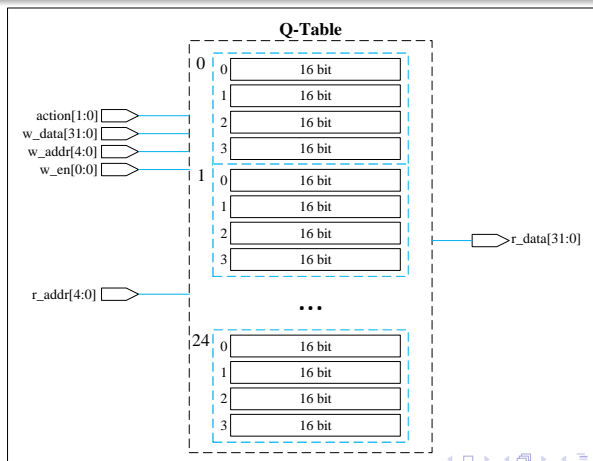 Q-Table
0
0 16 bit
1 16 bit
2 16 bit
3 16 bit
action[1:0]
w_data[31:0]
w_addr[4:0]
w_en[0:0]
1
0 16 bit
1 16 bit
2 16 bit
3 16 bit
r_data[31:0]
r_addr[4:0]
...
24
0 16 bit
1 16 bit
2 16 bit
3 16 bit